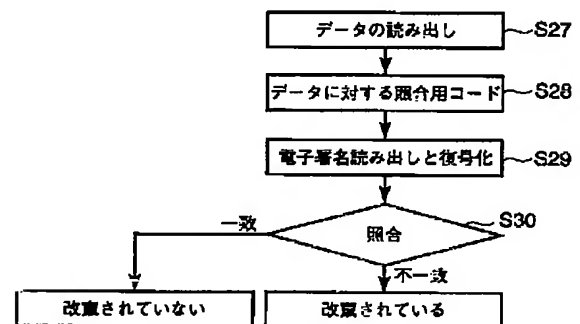 データの読み出し S27
データに対する照合用コード S28
電子署名読み出しと復号化 S29
照合 S30
一致
不一致
改竄されていない
改竄されている